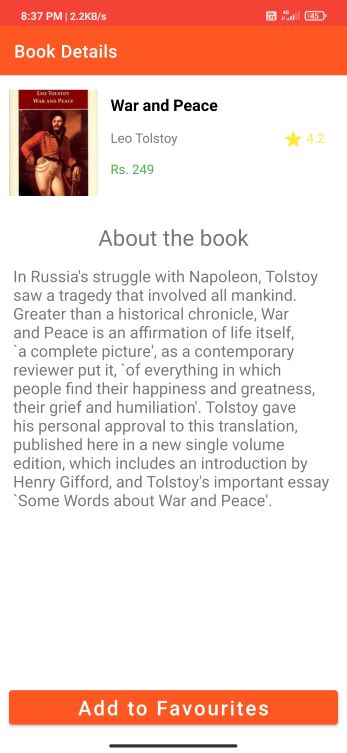 8:37 PM | 2.2KB/s
4G
45
Book Details
LEO TOLSTOY
WAR AND PEACE
War and Peace
Leo Tolstoy
4.2
Rs. 249
About the book
In Russia's struggle with Napoleon, Tolstoy
saw a tragedy that involved all mankind.
Greater than a historical chronicle, War
and Peace is an affirmation of life itself,
`a complete picture', as a contemporary
reviewer put it, `of everything in which
people find their happiness and greatness,
their grief and humiliation'. Tolstoy gave
his personal approval to this translation,
published here in a new single volume
edition, which includes an introduction by
Henry Gifford, and Tolstoy's important essay
`Some Words about War and Peace'.
Add to Favourites